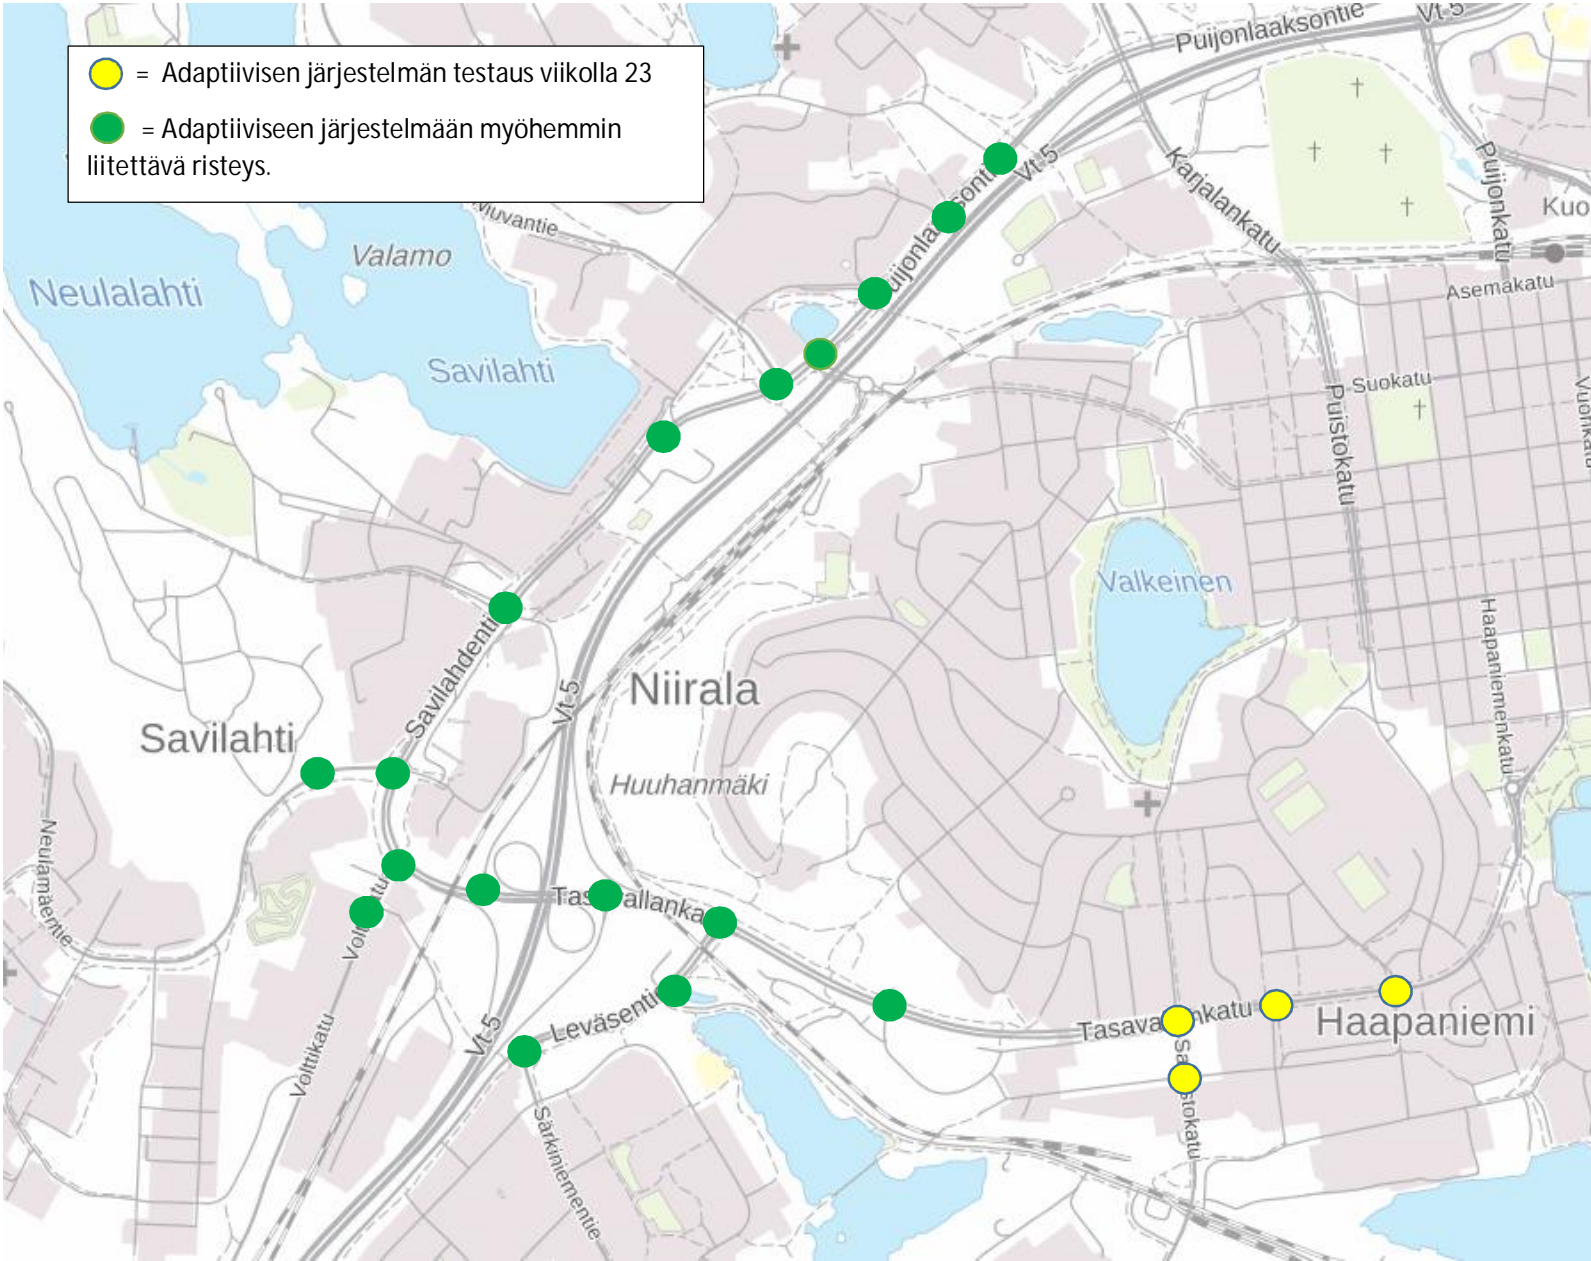 = Adaptiivisen järjestelmän testaus viikolla 23
= Adaptiiviseen järjestelmään myöhemmin
liitettävä risteys.
Puijonlaaksontie
Vt 5
Vt 5
Karjalankatu
Puijonkatu
Kuo
Asemakatu
Valamo
Neulalahti
Savilahti
Suokatu
Puistokatu
Valkeinen
Haapaniemenkatu
Savilahdentie
Vt 5
Niirala
Savilahti
Huuhanmäki
Neulamäentie
Leväsentie
Haapaniemi
Vt 5
Voltikatu
Särkiniementie